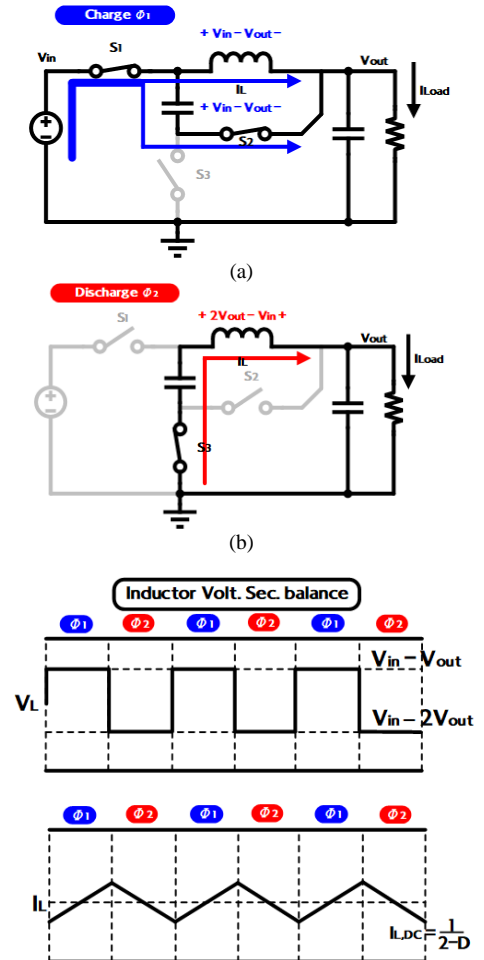 Charge Φ1
+ Vin – Vout –
Vin
S1
Vout
IL
ILoad
+ Vin – Vout –
S2
S3
(a)
Discharge Φ2
+ 2Vout – Vin +
S1
Vout
IL
ILoad
S2
S3
(b)
Inductor Volt. Sec. balance
Φ1 Φ2 Φ1 Φ2 Φ1 Φ2
Vin – Vout
VL
Vin – 2Vout
Φ1 Φ2 Φ1 Φ2 Φ1 Φ2
IL
IL,DC = 1/2–D